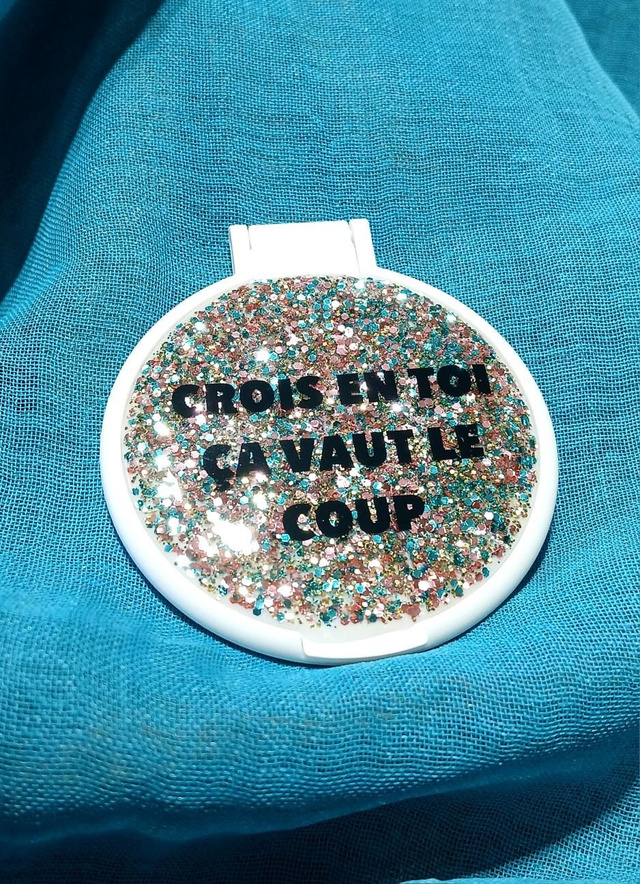 CROIS EN TOI
ÇA VAUT LE
COUP